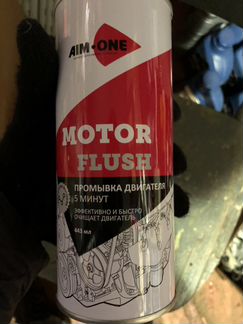 AIM-ONE
MOTOR
FLUSH
ПРОМЫВКА ДВИГАТЕЛЯ
5 МИНУТ
ЭФФЕКТИВНО И БЫСТРО
ОЧИЩАЕТ ДВИГАТЕЛЬ
443 мл